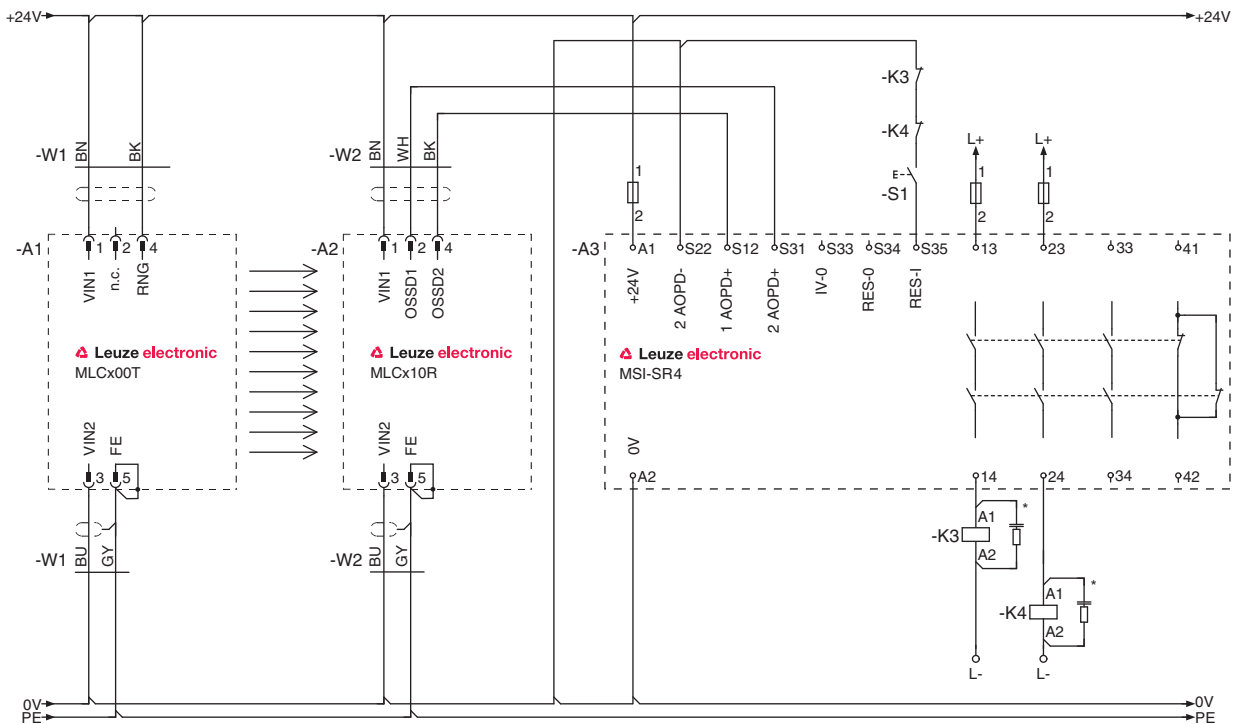 +24V
+24V
-K3
-K4
L+
L+
-W1
BN
BK
-W2
BN
WH
BK
E-
-S1
1
2
1
2
1
2
-A1
1
2
4
-A2
1
2
4
-A3
A1
S22
S12
S31
S33
S34
S35
13
23
33
41
VIN1
n.c.
RNG
VIN1
OSSD1
OSSD2
+24V
2 AOPD-
1 AOPD+
2 AOPD+
IV-0
RES-0
RES-I
Leuze electronic
MLCx00T
Leuze electronic
MLCx10R
Leuze electronic
MSI-SR4
VIN2
FE
VIN2
FE
0V
3
5
3
5
A2
14
24
34
42
-K3
A1
A2
*
-W1
BU
GY
-W2
BU
GY
-K4
A1
A2
*
L-
L-
0V
0V
PE
PE